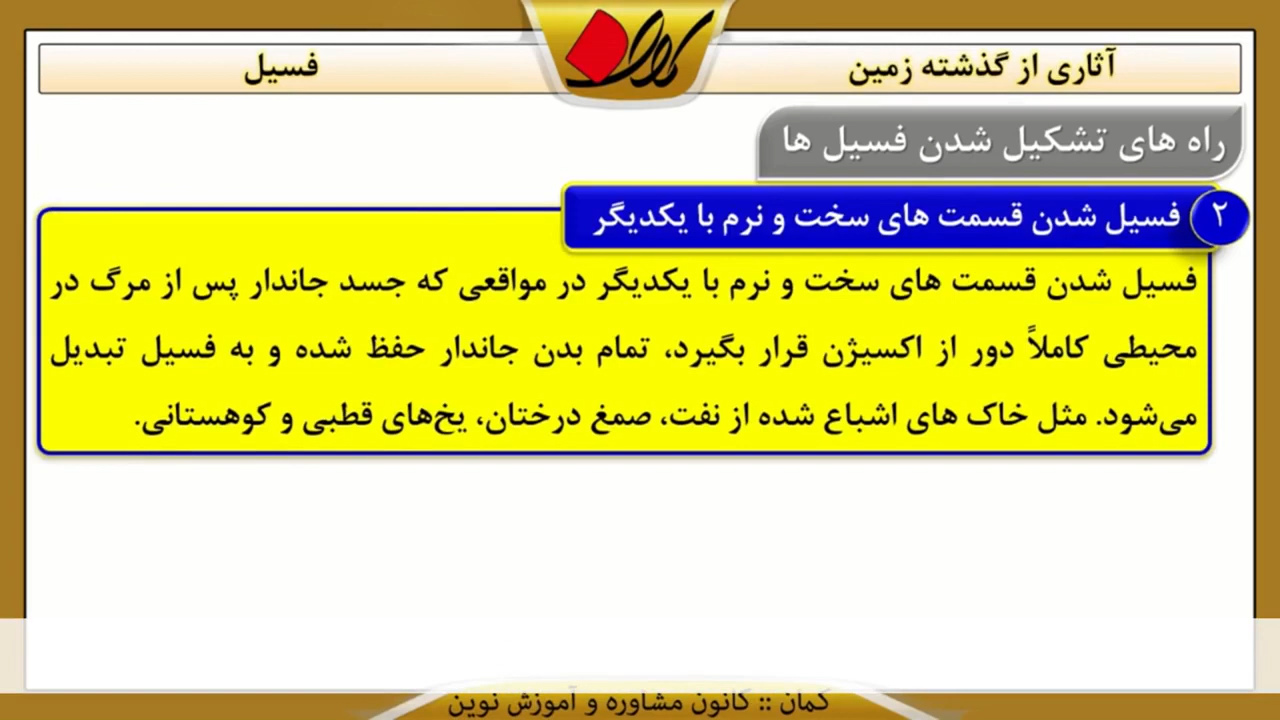 آثاری از گذشته زمین
فسیل
راه های تشکیل شدن فسیل ها
۲ فسیل شدن قسمت های سخت و نرم با یکدیگر
فسیل شدن قسمت های سخت و نرم با یکدیگر در مواقعی که جسد جاندار پس از مرگ در
محیطی کاملاً دور از اکسیژن قرار بگیرد، تمام بدن جاندار حفظ شده و به فسیل تبدیل
می‌شود. مثل خاک های اشباع شده از نفت، صمغ درختان، یخ‌های قطبی و کوهستانی.
کمان :: کانون مشاوره و آموزش نوین